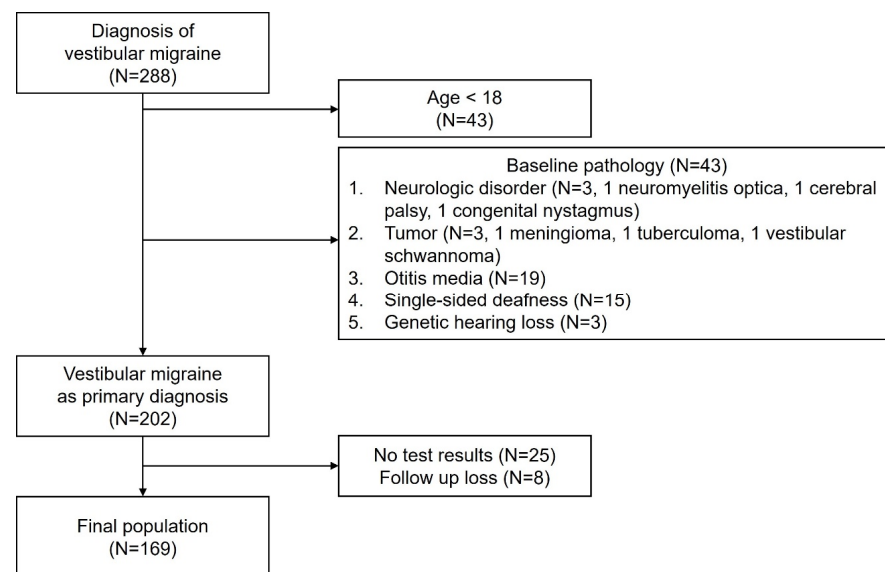 Diagnosis of
vestibular migraine
(N=288)
Age < 18
(N=43)
Baseline pathology (N=43)
1. Neurologic disorder (N=3, 1 neuromyelitis optica, 1 cerebral
palsy, 1 congenital nystagmus)
2. Tumor (N=3, 1 meningioma, 1 tuberculoma, 1 vestibular
schwannoma)
3. Otitis media (N=19)
4. Single-sided deafness (N=15)
5. Genetic hearing loss (N=3)
Vestibular migraine
as primary diagnosis
(N=202)
No test results (N=25)
Follow up loss (N=8)
Final population
(N=169)